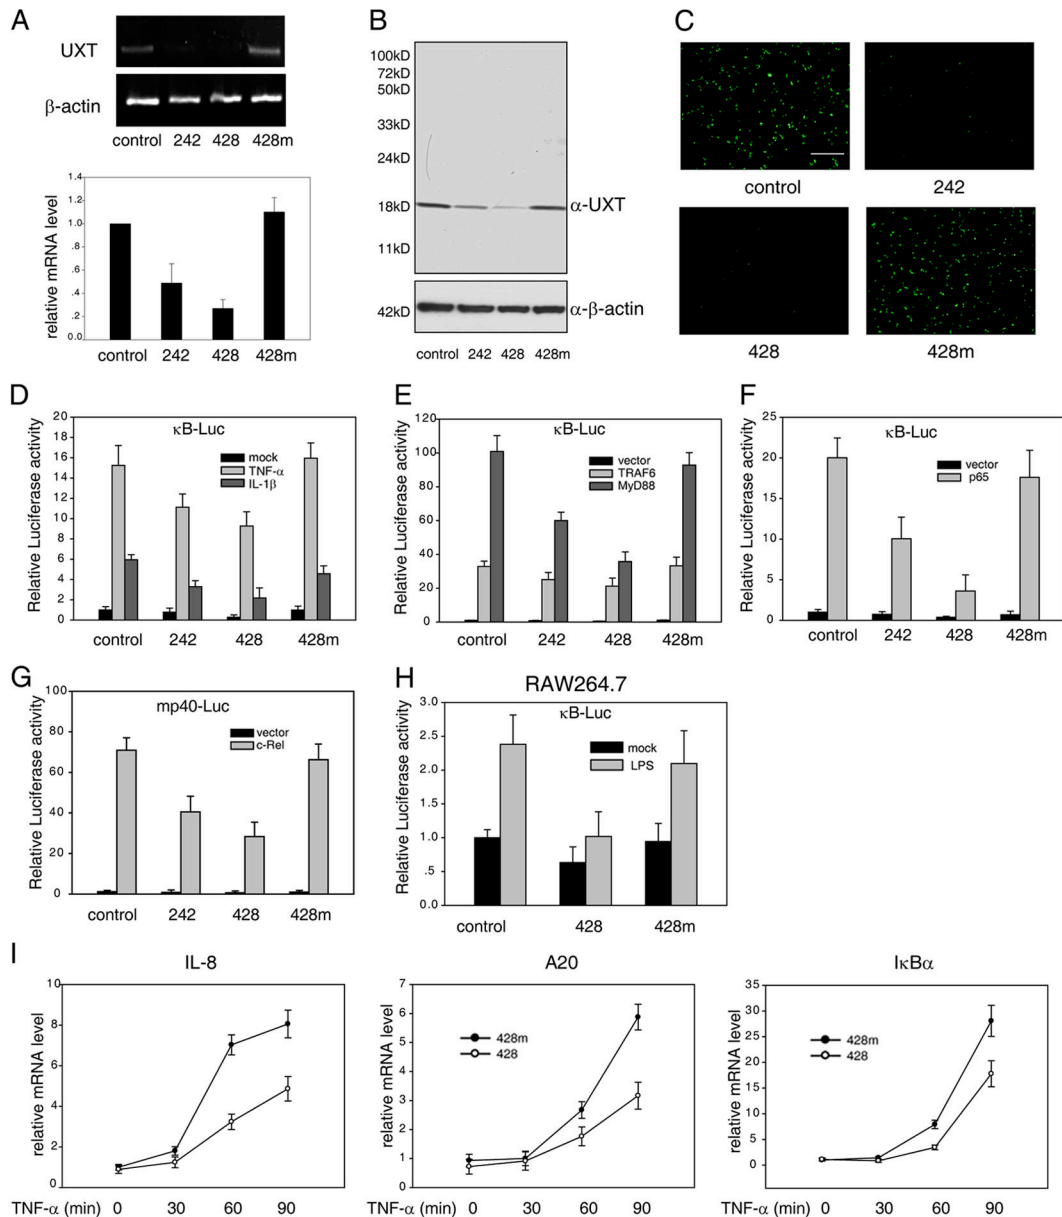 A
UXT
β-actin
control 242 428 428m
relative mRNA level
1.4
1.2
1.0
.8
.6
.4
.2
0.0
control 242 428 428m
B
100kD
72kD
50kD
33kD
24kD
18kD
11kD
α-UXT
42kD
α-β-actin
control 242 428 428m
C
control 242
428 428m
D
Relative Luciferase activity
20
18
16
14
12
10
8
6
4
2
0
κB-Luc
mock
TNF-α
IL-1β
control 242 428 428m
E
Relative Luciferase activity
120
100
80
60
40
20
0
κB-Luc
vector
TRAF6
MyD88
control 242 428 428m
F
Relative Luciferase activity
25
20
15
10
5
0
κB-Luc
vector
p65
control 242 428 428m
G
Relative Luciferase activity
100
80
60
40
20
0
mp40-Luc
vector
c-Rel
control 242 428 428m
H
RAW264.7
Relative Luciferase activity
3.0
2.5
2.0
1.5
1.0
.5
0.0
κB-Luc
mock
LPS
control 428 428m
I
IL-8
relative mRNA level
10
8
6
4
2
0
TNF-α (min) 0 30 60 90
A20
relative mRNA level
7
6
5
4
3
2
1
0
428m
428
TNF-α (min) 0 30 60 90
IκBα
relative mRNA level
35
30
25
20
15
10
5
0
428m
428
TNF-α (min) 0 30 60 90